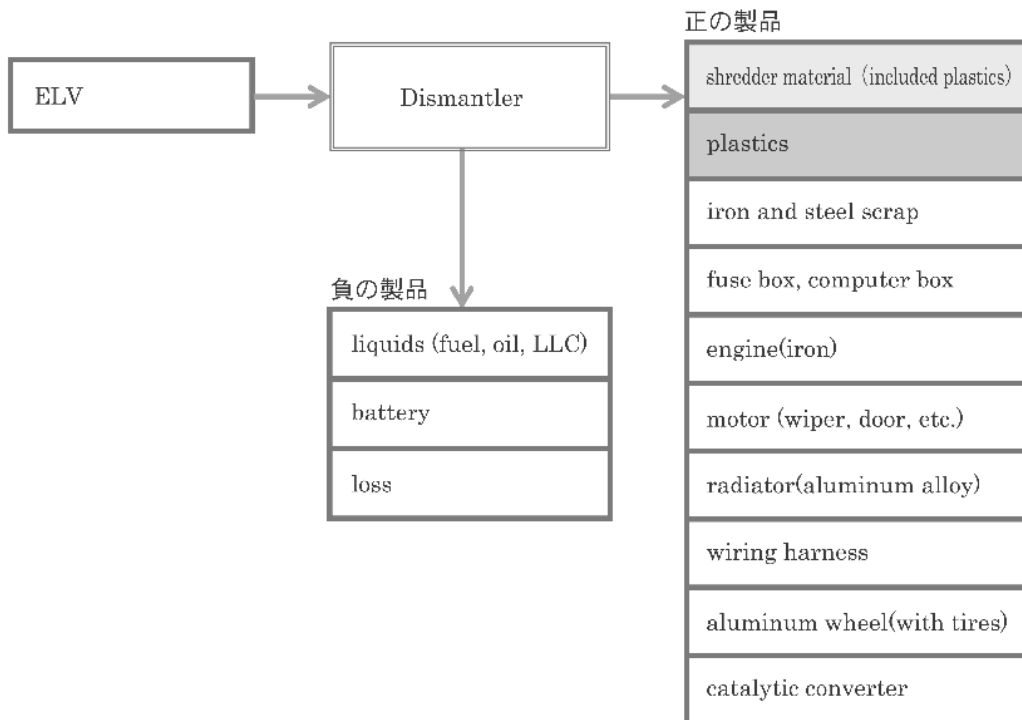 ELV
Dismantler
正の製品
shredder material (included plastics)
plastics
iron and steel scrap
fuse box, computer box
engine(iron)
motor (wiper, door, etc.)
radiator(aluminum alloy)
wiring harness
aluminum wheel(with tires)
catalytic converter
負の製品
liquids (fuel, oil, LLC)
battery
loss